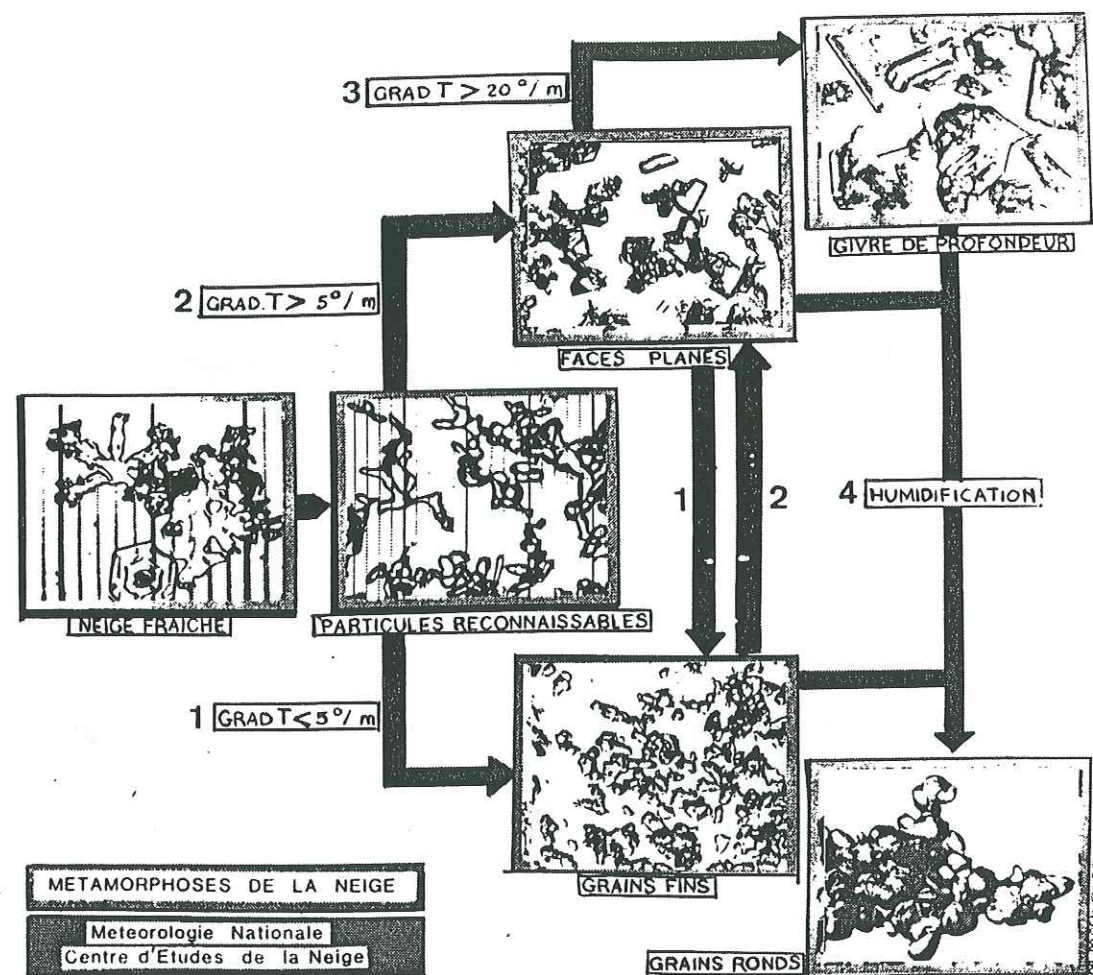 3 GRAD T > 20°/m
GIVRE DE PROFONDEUR
2 GRAD. T > 5°/m
FACES PLANES
1 2
4 HUMIDIFICATION
NEIGE FRAICHE
PARTICULES RECONNAISSABLES
1 GRAD T < 5°/m
GRAINS FINS
METAMORPHOSES DE LA NEIGE
Meteorologie Nationale
Centre d'Etudes de la Neige
GRAINS RONDS